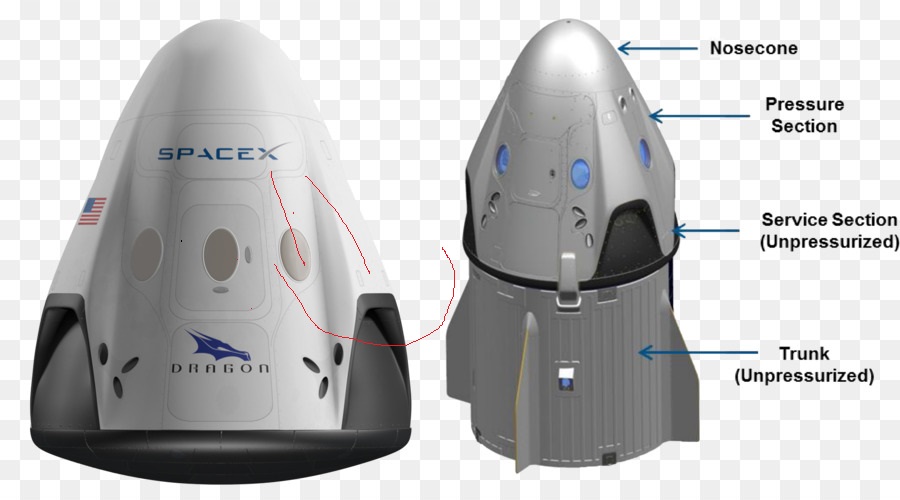 SPACEX
DRAGON
Nosecone
Pressure
Section
Service Section
(Unpressurized)
Trunk
(Unpressurized)